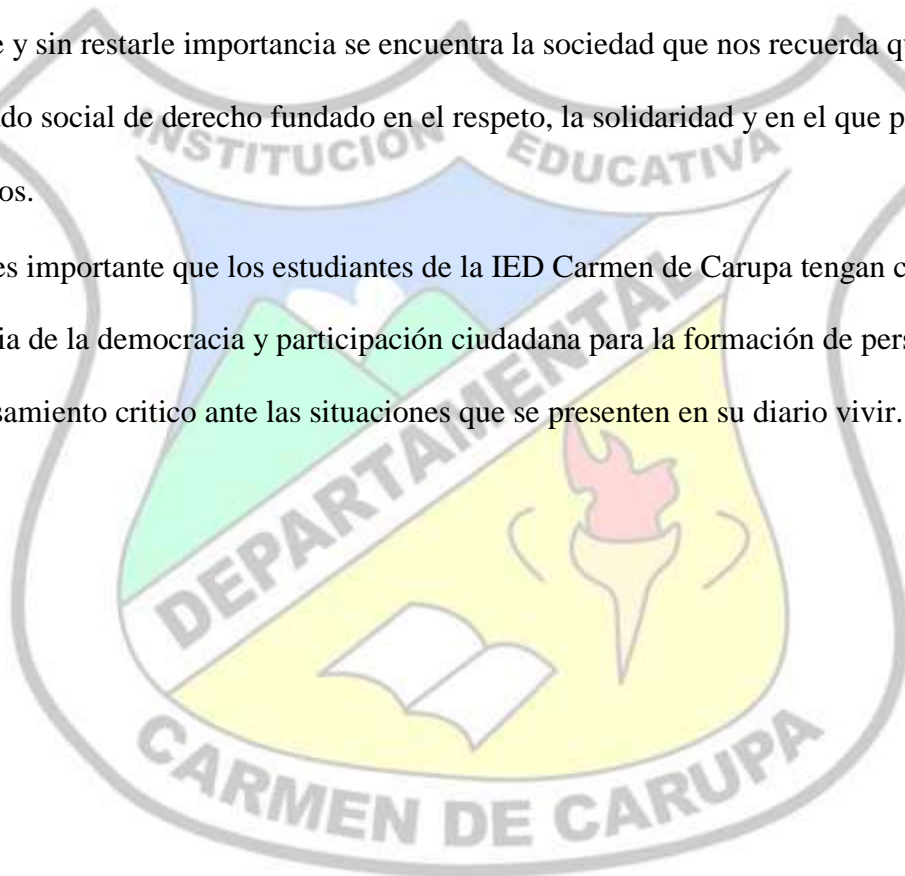 e y sin restarle importancia se encuentra la sociedad que nos recuerda qu
do social de derecho fundado en el respeto, la solidaridad y en el que p
os.
es importante que los estudiantes de la IED Carmen de Carupa tengan c
ia de la democracia y participación ciudadana para la formación de pers
samiento critico ante las situaciones que se presenten en su diario vivir.
INSTITUCION EDUCATIVA
DEPARTAMENTAL
CARMEN DE CARUPA